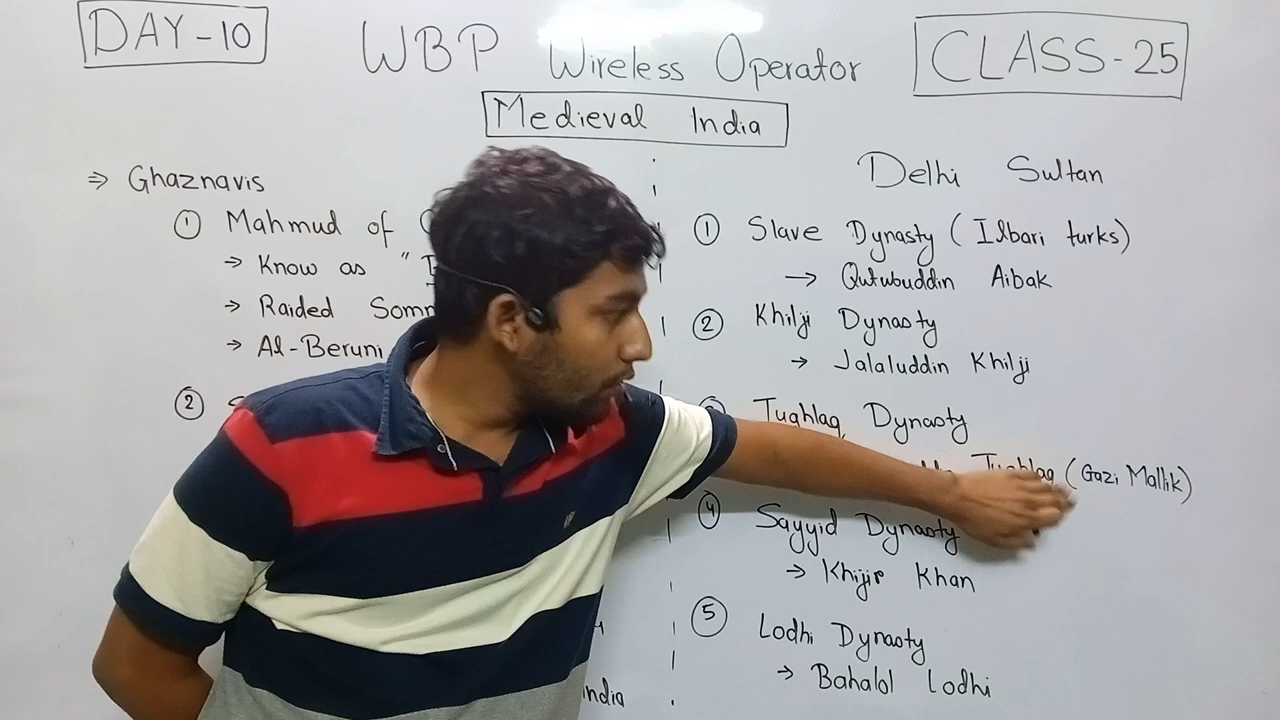 DAY-10
WBP Wireless Operator
CLASS-25
Medieval India
⇒ Ghaznavis
① Mahmud of
→ Know as "
→ Raided
→ Al-Beruni
②
India
Delhi Sultan
① Slave Dynasty (Ilbari turks)
→ Qutubuddin Aibak
② Khilji Dynasty
→ Jalaluddin Khilji
Tughlaq Dynasty
Tughlaq (Gazi Mallik)
④ Sayyid Dynasty
→ Khijir Khan
⑤ Lodhi Dynasty
→ Bahalol Lodhi